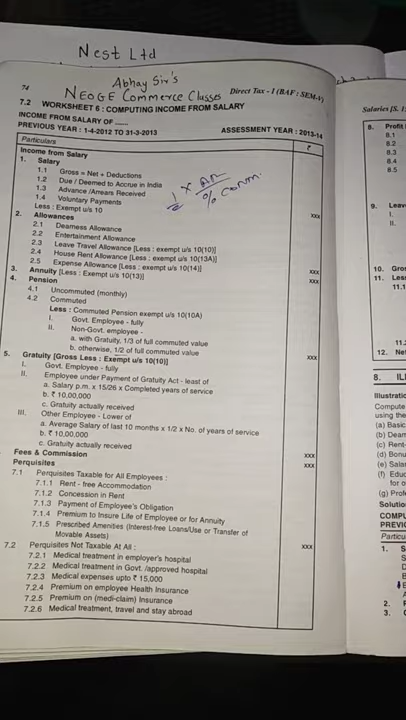 Nest Ltd
Abhay Sir's
NEOGE Commerce Classes
74
Direct Tax - I (BAF : SEM-V)
7.2 WORKSHEET 6 : COMPUTING INCOME FROM SALARY
INCOME FROM SALARY OF ......
PREVIOUS YEAR : 1-4-2012 TO 31-3-2013
ASSESSMENT YEAR : 2013-14
Particulars ₹
Income from Salary
1. Salary
1.1 Gross = Net + Deductions
1.2 Due / Deemed to Accrue in India
1.3 Advance /Arrears Received
1.4 Voluntary Payments
Less : Exempt u/s 10 xxx
2. Allowances
2.1 Dearness Allowance
2.2 Entertainment Allowance
2.3 Leave Travel Allowance [Less : exempt u/s 10(10)]
2.4 House Rent Allowance [Less : exempt u/s 10(13A)]
2.5 Expense Allowance [Less : exempt u/s 10(14)] xxx
3. Annuity [Less : Exempt u/s 10(13)] xxx
4. Pension
4.1 Uncommuted (monthly)
4.2 Commuted
Less : Commuted Pension exempt u/s 10(10A)
I. Govt. Employee - fully
II. Non-Govt. employee -
a. with Gratuity, 1/3 of full commuted value
b. otherwise, 1/2 of full commuted value xxx
5. Gratuity [Gross Less : Exempt u/s 10(10)]
I. Govt. Employee - fully
II. Employee under Payment of Gratuity Act - least of
a. Salary p.m. x 15/26 x Completed years of service
b. ₹ 10,00,000
c. Gratuity actually received
III. Other Employee - Lower of
a. Average Salary of last 10 months x 1/2 x No. of years of service
b. ₹ 10,00,000
c. Gratuity actually received xxx
Fees & Commission xxx
Perquisites
7.1 Perquisites Taxable for All Employees :
7.1.1 Rent - free Accommodation
7.1.2 Concession in Rent
7.1.3 Payment of Employee's Obligation
7.1.4 Premium to Insure Life of Employee or for Annuity
7.1.5 Prescribed Amenities (Interest-free Loans/Use or Transfer of
Movable Assets) xxx
7.2 Perquisites Not Taxable At All :
7.2.1 Medical treatment in employer's hospital
7.2.2 Medical treatment in Govt. /approved hospital
7.2.3 Medical expenses upto ₹ 15,000
7.2.4 Premium on employee Health Insurance
7.2.5 Premium on (medi-claim) Insurance
7.2.6 Medical treatment, travel and stay abroad
Salaries [S.
8. Profit
8.1
8.2
8.3
8.4
8.5
9. Leav
I.
II.
10. Gros
11. Less
11.1
11.
12. Net
8. ILL
Illustratio
Compute
using the
(a) Basic
(b) Dearn
(c) Rent-
(d) Bonu
(e) Salar
(f) Educ
for o
(g) Profe
Solutio
COMPU
PREVIO
Particu
1. S
2.
3.